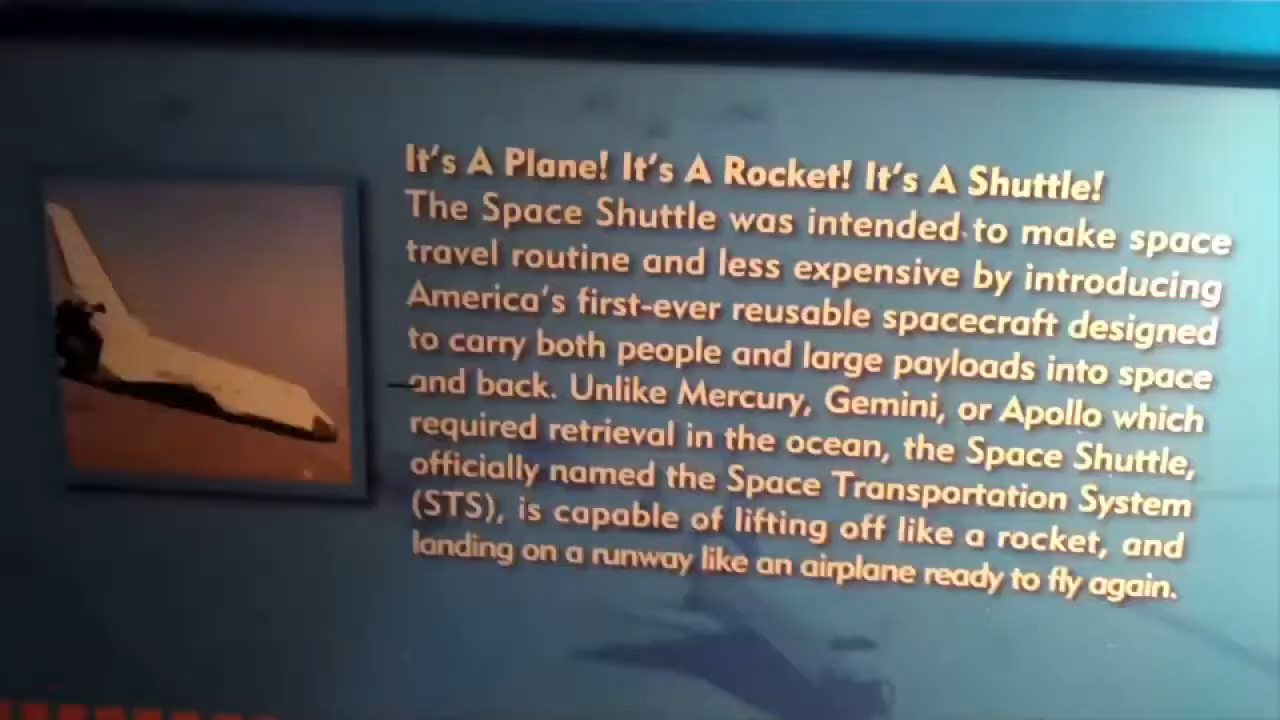 It's A Plane! It's A Rocket! It's A Shuttle!
The Space Shuttle was intended to make space
travel routine and less expensive by introducing
America's first-ever reusable spacecraft designed
to carry both people and large payloads into space
and back. Unlike Mercury, Gemini, or Apollo which
required retrieval in the ocean, the Space Shuttle,
officially named the Space Transportation System
(STS), is capable of lifting off like a rocket, and
landing on a runway like an airplane ready to fly again.